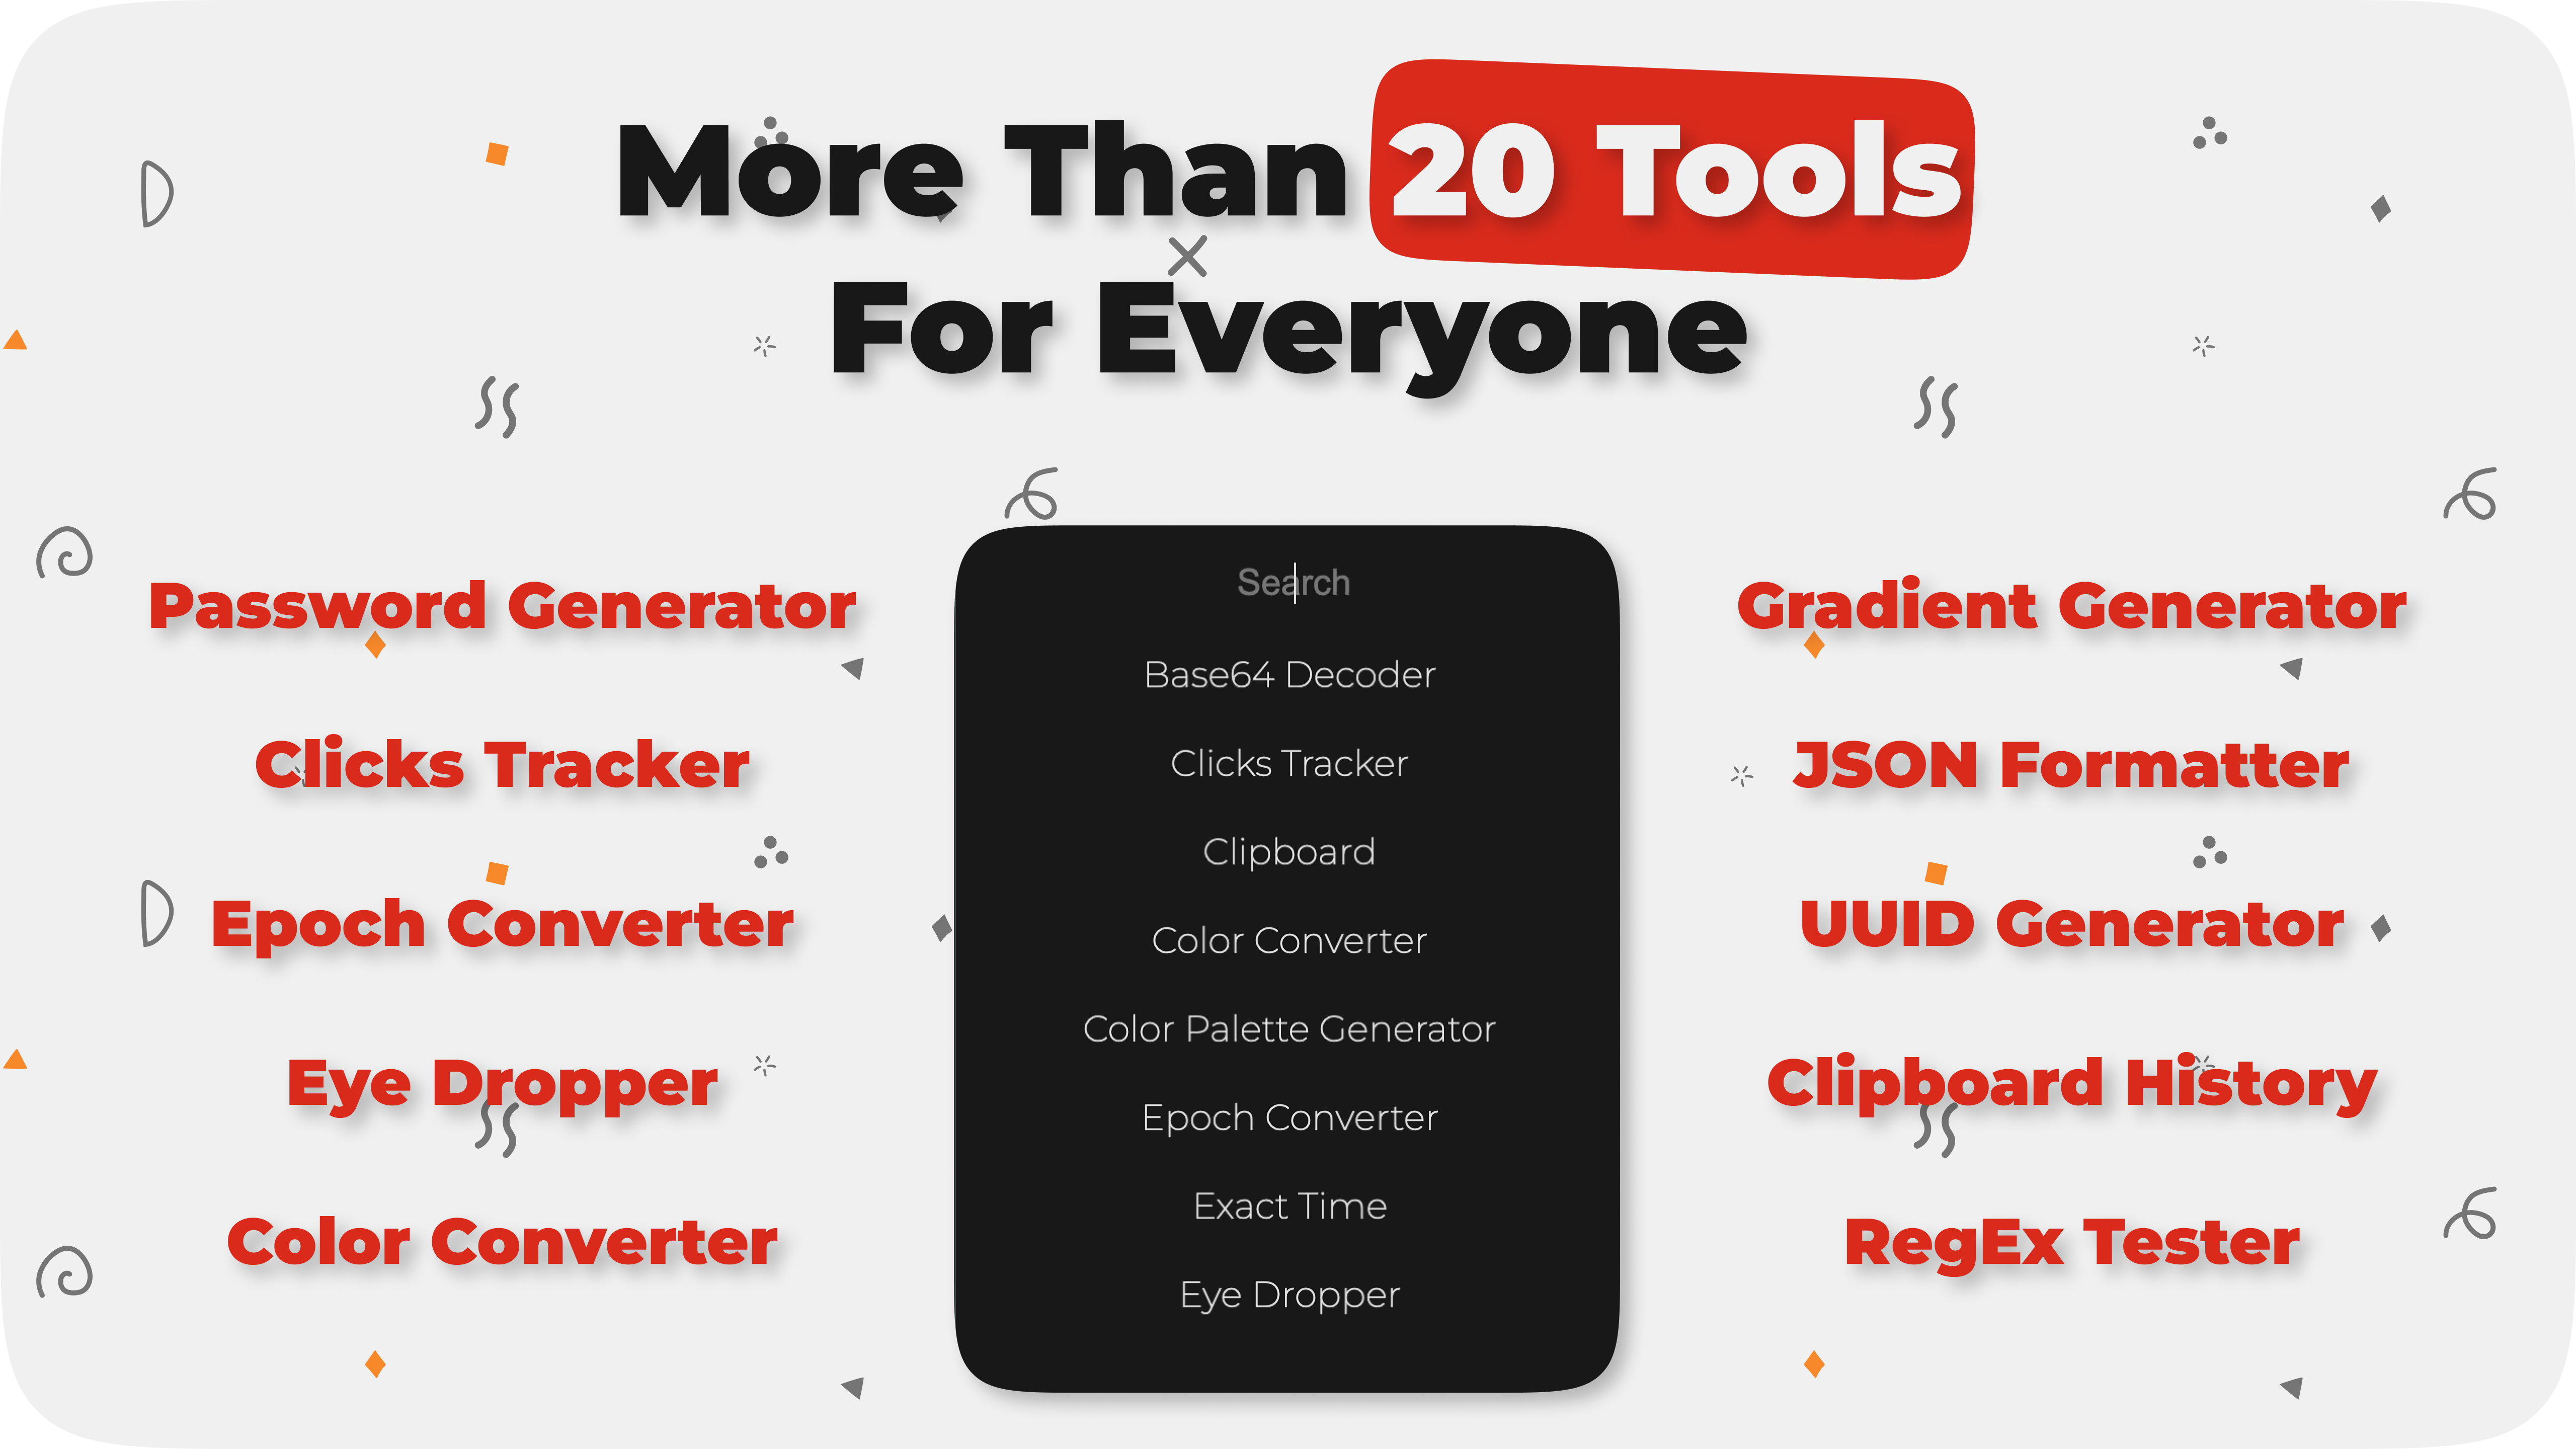 More Than 20 Tools
For Everyone
Password Generator
Clicks Tracker
Epoch Converter
Eye Dropper
Color Converter
Search
Base64 Decoder
Clicks Tracker
Clipboard
Color Converter
Color Palette Generator
Epoch Converter
Exact Time
Eye Dropper
Gradient Generator
JSON Formatter
UUID Generator
Clipboard History
RegEx Tester